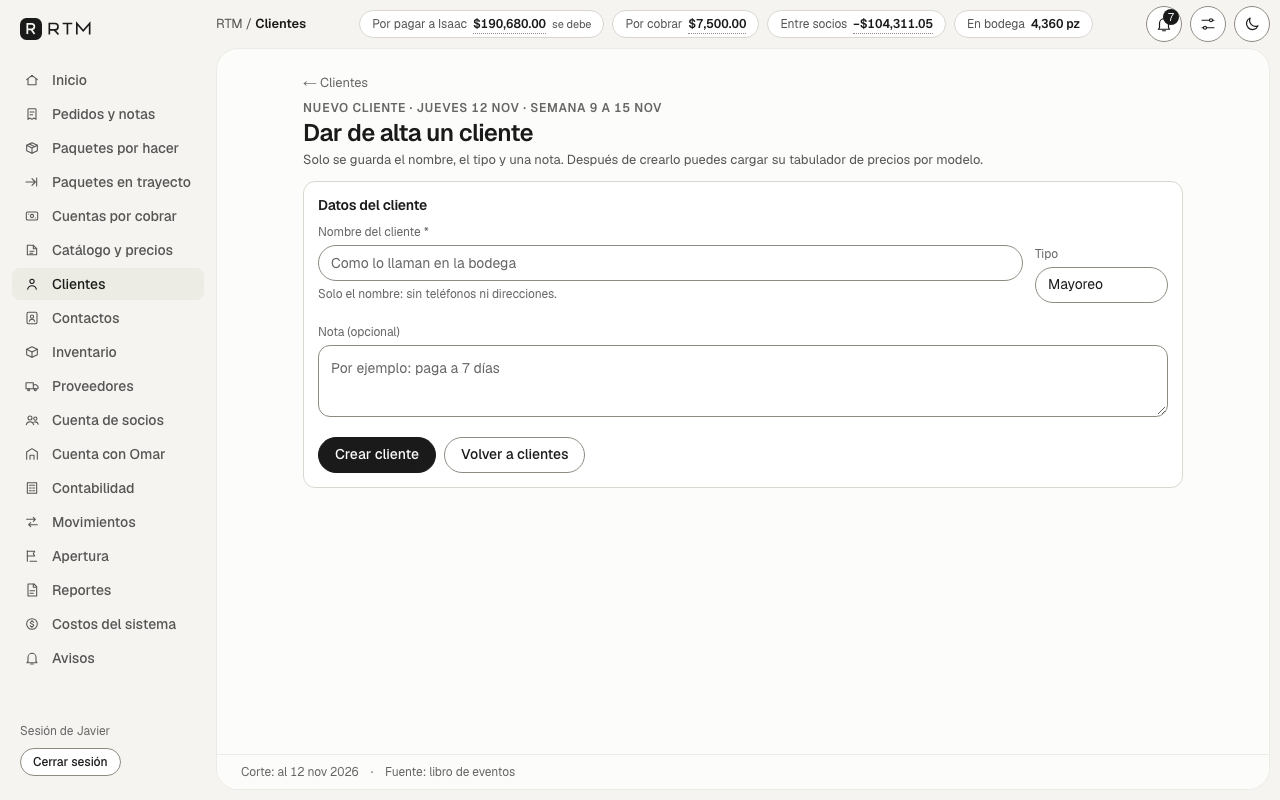 R RTM
RTM / Clientes
Por pagar a Isaac $190,680.00 se debe
Por cobrar $7,500.00
Entre socios −$104,311.05
En bodega 4,360 pz
7
Inicio
Pedidos y notas
Paquetes por hacer
Paquetes en trayecto
Cuentas por cobrar
Catálogo y precios
Clientes
Contactos
Inventario
Proveedores
Cuenta de socios
Cuenta con Omar
Contabilidad
Movimientos
Apertura
Reportes
Costos del sistema
Avisos
Sesión de Javier
Cerrar sesión
← Clientes
NUEVO CLIENTE · JUEVES 12 NOV · SEMANA 9 A 15 NOV
Dar de alta un cliente
Solo se guarda el nombre, el tipo y una nota. Después de crearlo puedes cargar su tabulador de precios por modelo.
Datos del cliente
Nombre del cliente *
Como lo llaman en la bodega
Solo el nombre: sin teléfonos ni direcciones.
Tipo
Mayoreo
Nota (opcional)
Por ejemplo: paga a 7 días
Crear cliente
Volver a clientes
Corte: al 12 nov 2026 · Fuente: libro de eventos